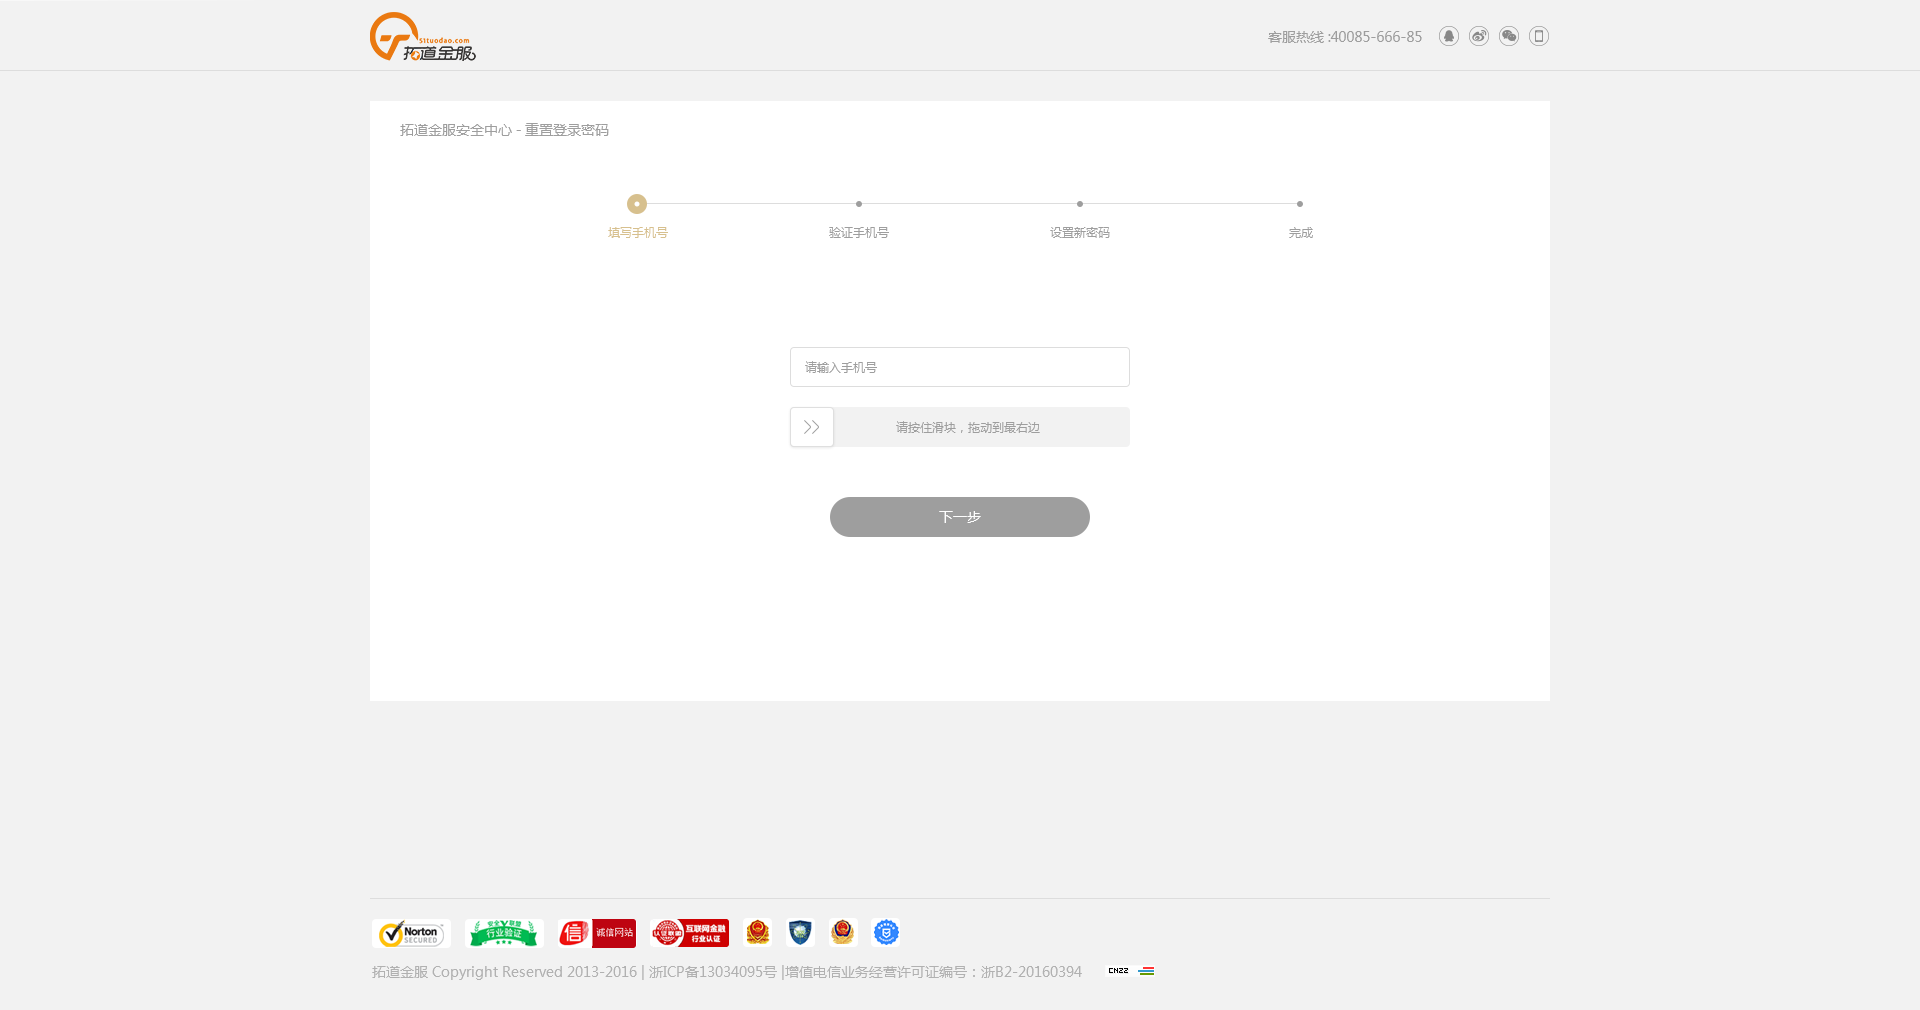 51tuodao.com
拓道金服
客服热线 :40085-666-85
拓道金服安全中心 - 重置登录密码
填写手机号
验证手机号
设置新密码
完成
请输入手机号
请按住滑块，拖动到最右边
下一步
Norton
SECURED
安全联盟
行业验证
信 诚信网站
互联网金融
行业认证
拓道金服 Copyright Reserved 2013-2016 | 浙ICP备13034095号 |增值电信业务经营许可证编号：浙B2-20160394
CNZZ